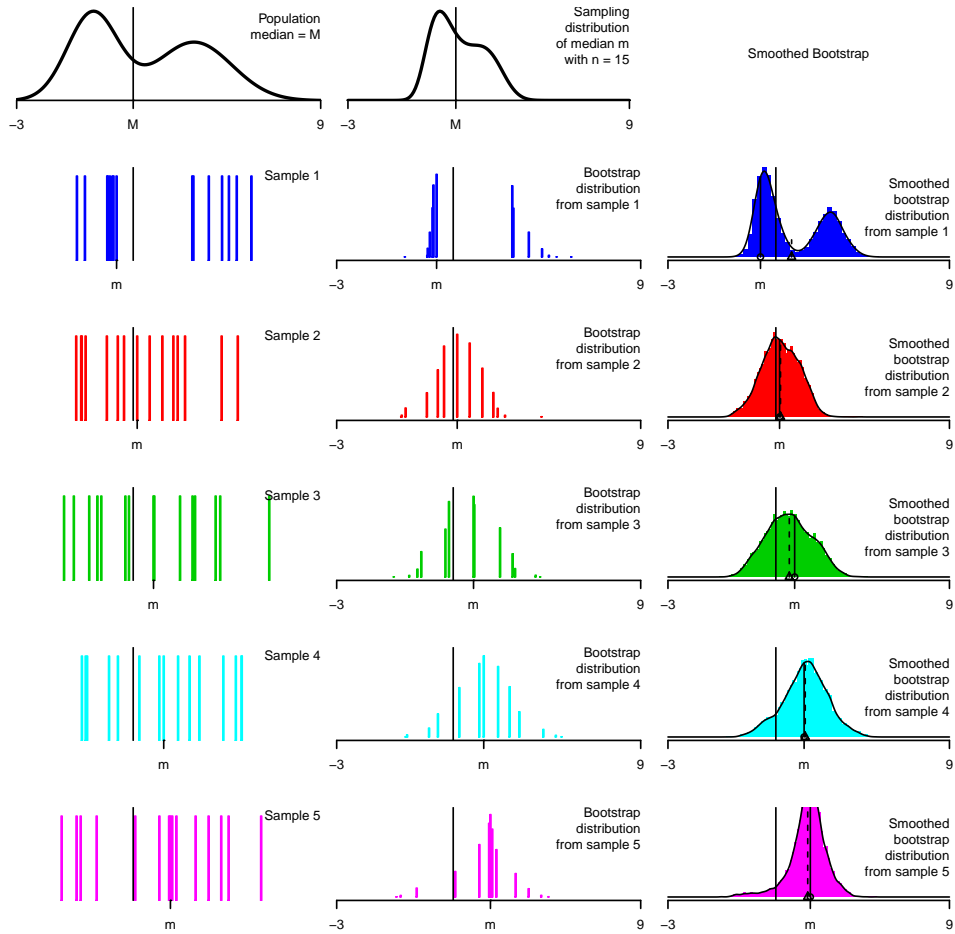 Population
median = M
−3
M
9
Sampling
distribution
of median m
with n = 15
−3
M
9
Smoothed Bootstrap
Sample 1
m
Bootstrap
distribution
from sample 1
−3
m
9
Smoothed
bootstrap
distribution
from sample 1
−3
m
9
Sample 2
m
Bootstrap
distribution
from sample 2
−3
m
9
Smoothed
bootstrap
distribution
from sample 2
−3
m
9
Sample 3
m
Bootstrap
distribution
from sample 3
−3
m
9
Smoothed
bootstrap
distribution
from sample 3
−3
m
9
Sample 4
m
Bootstrap
distribution
from sample 4
−3
m
9
Smoothed
bootstrap
distribution
from sample 4
−3
m
9
Sample 5
m
Bootstrap
distribution
from sample 5
−3
m
9
Smoothed
bootstrap
distribution
from sample 5
−3
m
9